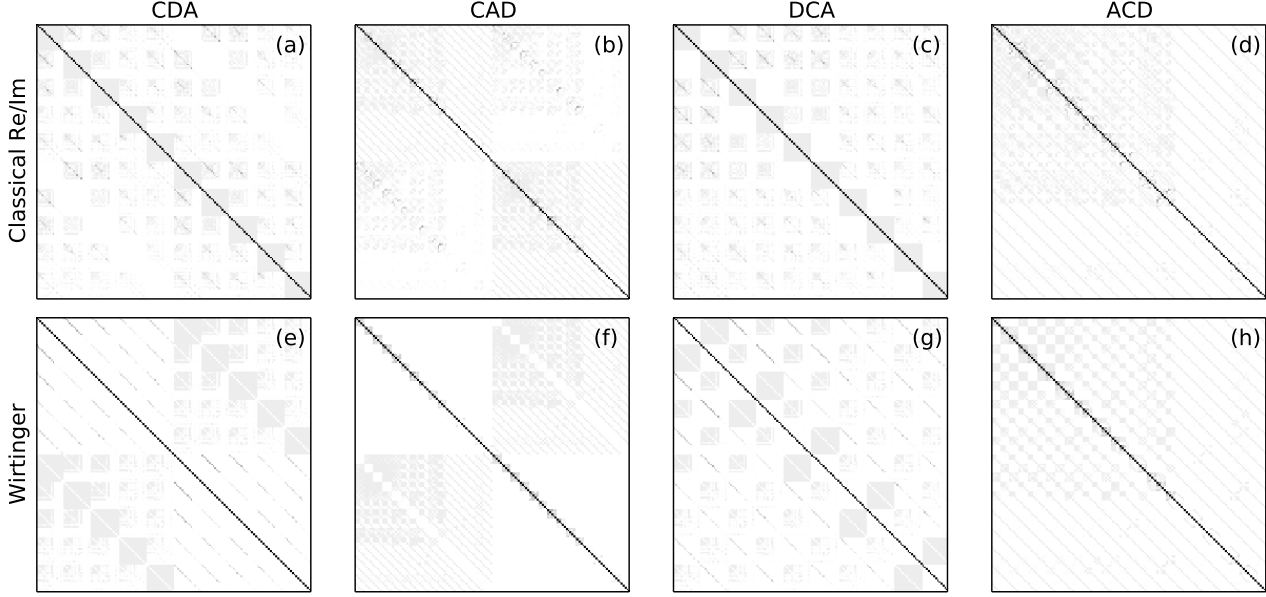 CDA CAD DCA ACD
Classical Re/Im
(a) (b) (c) (d)
Wirtinger
(e) (f) (g) (h)